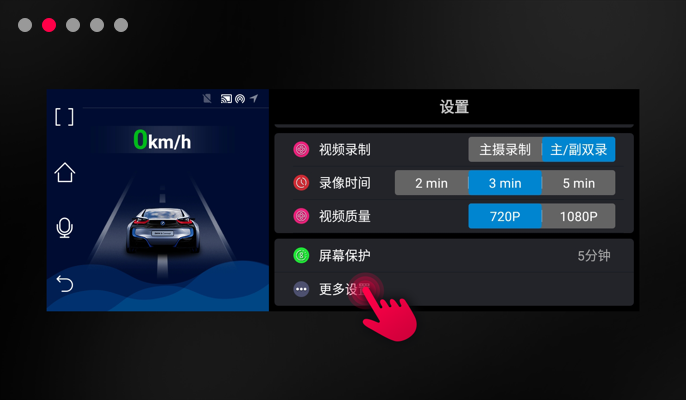 设置
0km/h
视频录制 主摄录制 主/副双录
录像时间 2 min 3 min 5 min
视频质量 720P 1080P
屏幕保护 5分钟
更多设置